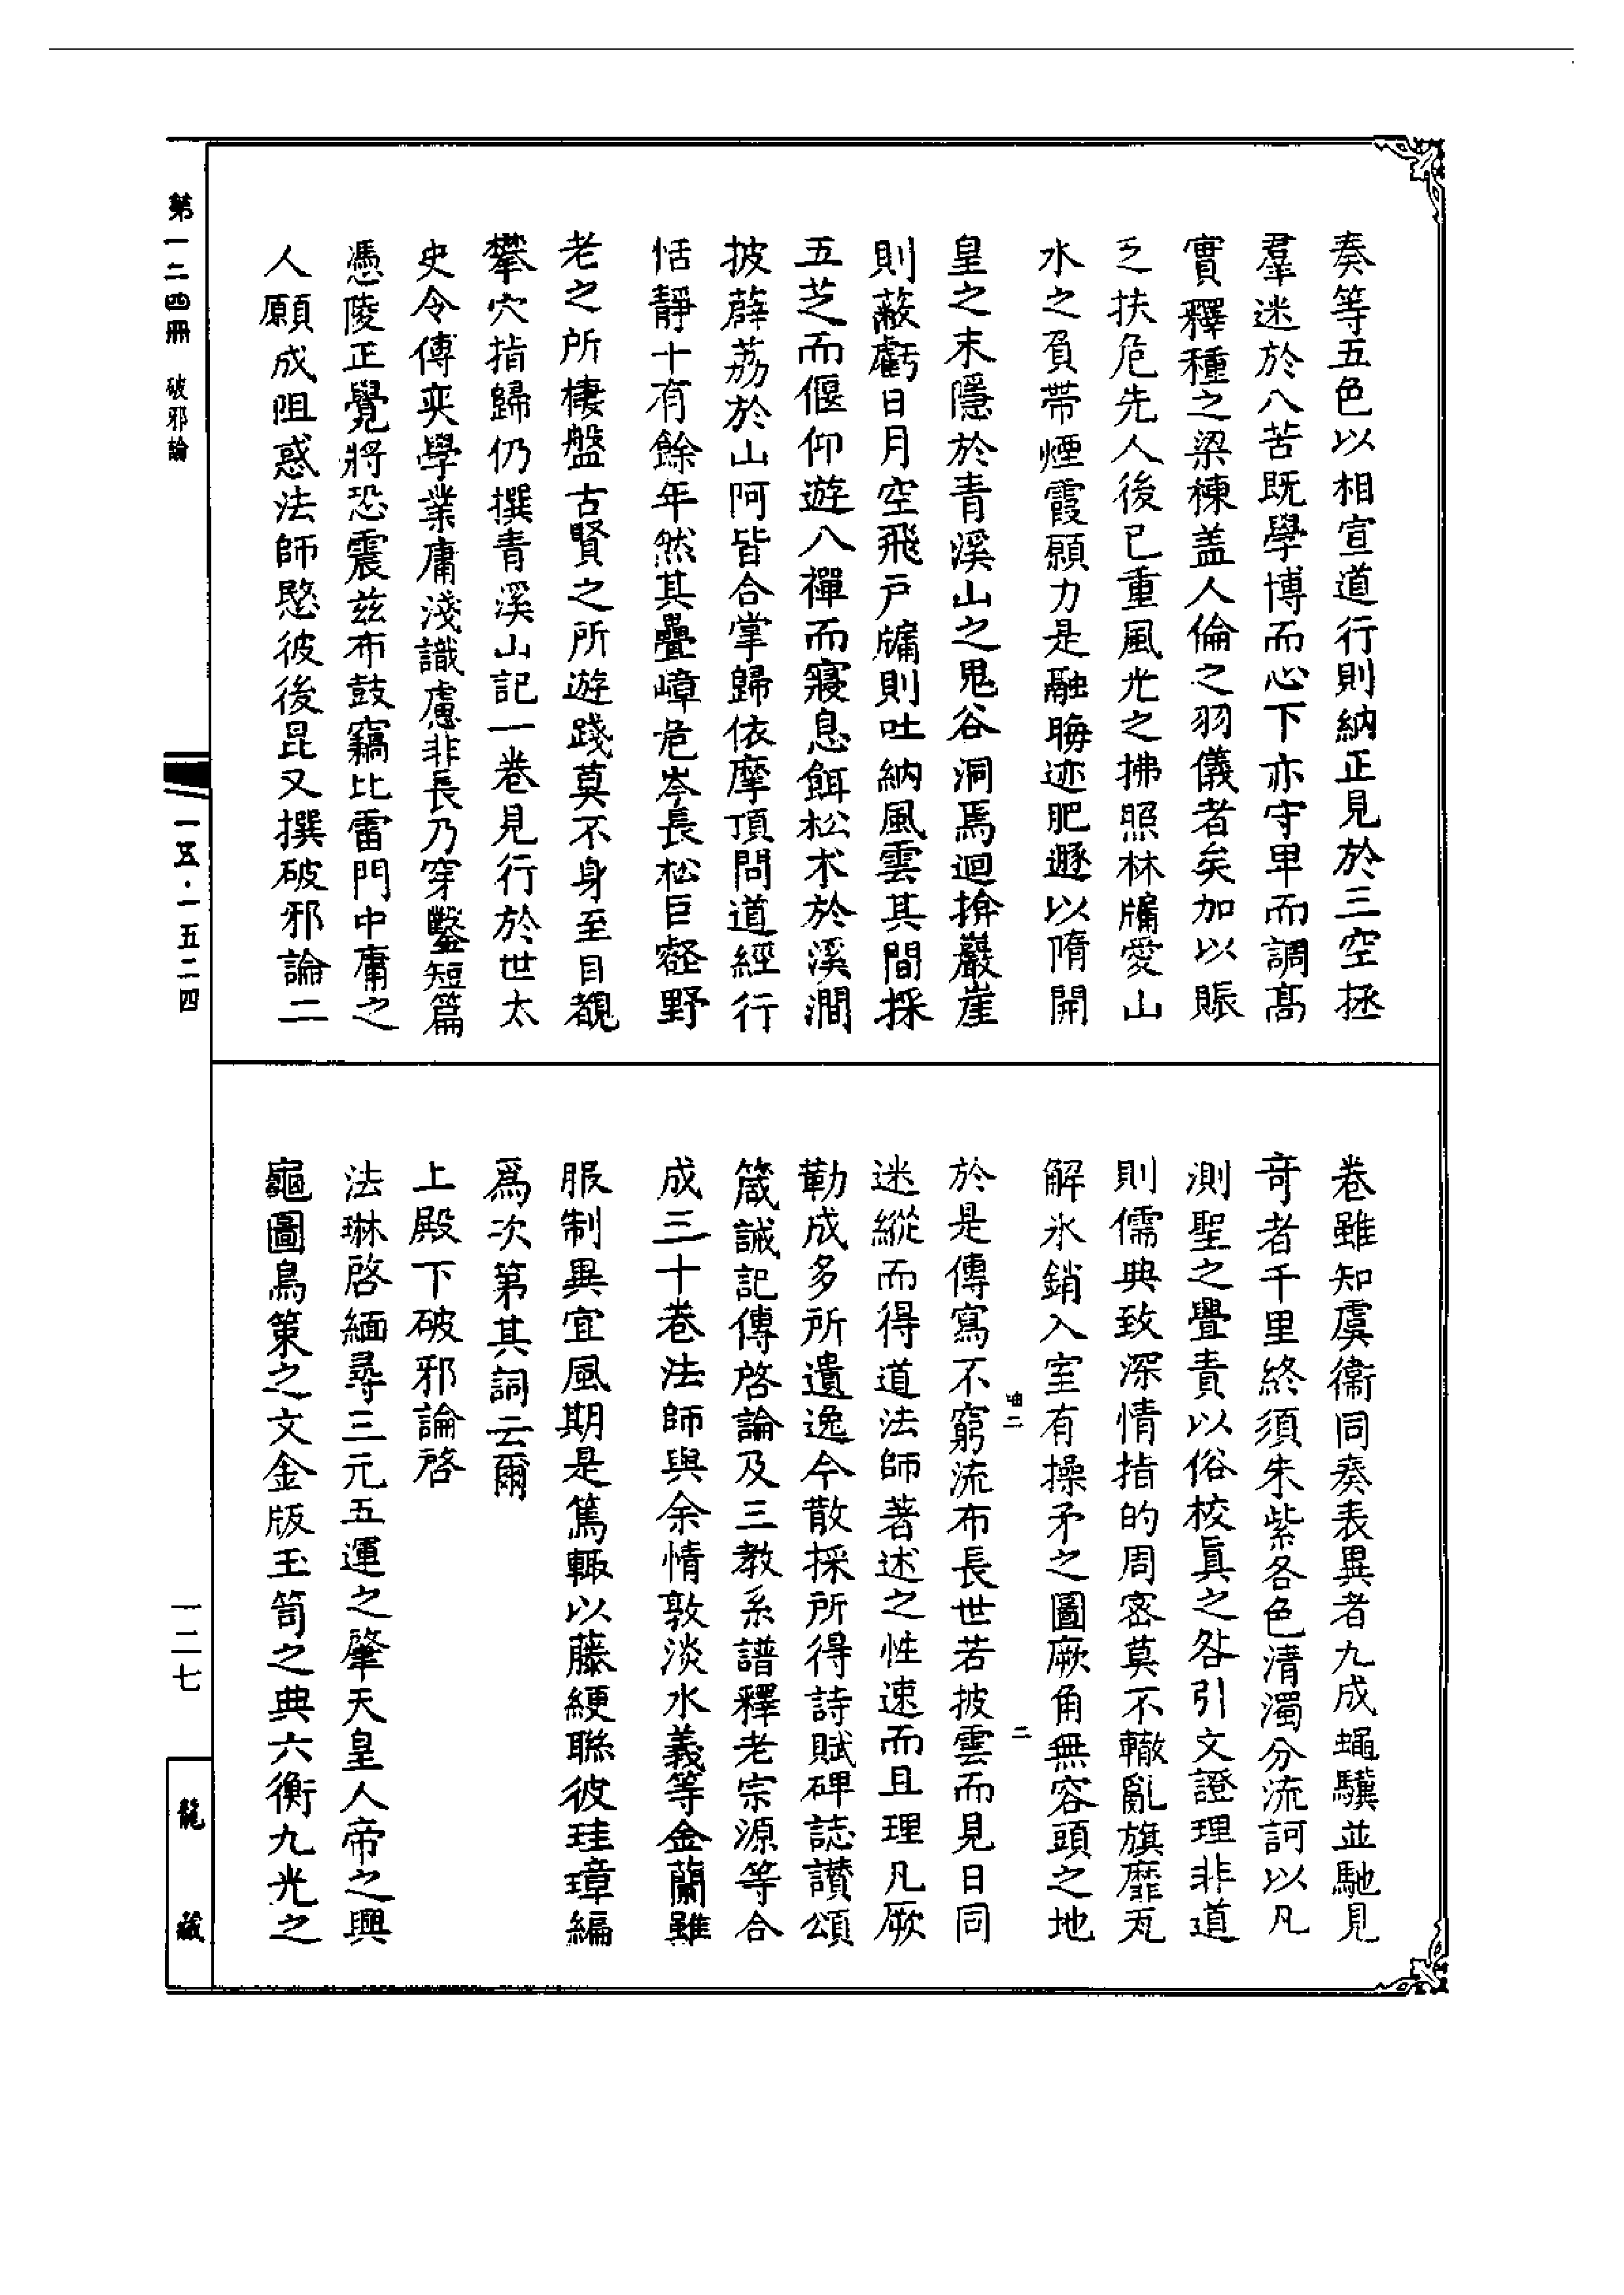 奏等五色以相宣道行則納正見於三空拯
羣迷於八苦既學博而心下亦守卑而調髙
實釋種之梁棟盖人倫之羽儀者矣加以賑
乏扶危先人後已重風光之拂照林牖愛山
水之負帶煙霞願力是融晦迹肥遯以隋開
皇之末隱於青溪山之鬼谷洞焉迴擀巖崖
則蔽虧日月空飛戸牖則吐納風雲其間採
五芝而偃仰遊八禪而寢息餌松朮於溪澗
披薜荔於山阿皆合掌歸依摩頂問道經行
恬靜十有餘年然其疊嶂危岑長松巨壑野
老之所棲盤古賢之所遊踐莫不身至目覩
攀穴指歸仍撰青溪山記一卷見行於世太
史令傅奕學業庸淺識慮非長乃穿鑿短篇
憑陵正覺將恐震兹布鼓竊比雷門中庸之
人願成阻惑法師愍彼後昆又撰破邪論二
卷雖知虞衞同奏表異者九成蠅驥並馳見
竒者千里終須朱紫各色清濁分流訶以凡
測聖之舋責以俗校真之咎引文證理非道
則儒典致深情指的周密莫不轍亂旗靡瓦
解氷銷入室有操矛之圖厥角無容頭之地
於是傳寫不窮流布長世若披雲而見日同
迷縱而得道法師著述之性速而且理凡厥
勒成多所遺逸今散採所得詩賦碑誌讃頌
箴誡記傳啓論及三教系譜釋老宗源等合
成三十卷法師與余情敦淡水義等金蘭雖
服制異宜風期是篤輙以藤綆聯彼珪璋編
爲次第其詞云爾
上殿下破邪論啓
法琳啓緬尋三元五運之肇天皇人帝之興
龜圖鳥策之文金版玉笥之典六衡九光之
二
二
第一二四冊 破邪論
一五·一五二四
一二七
龍藏